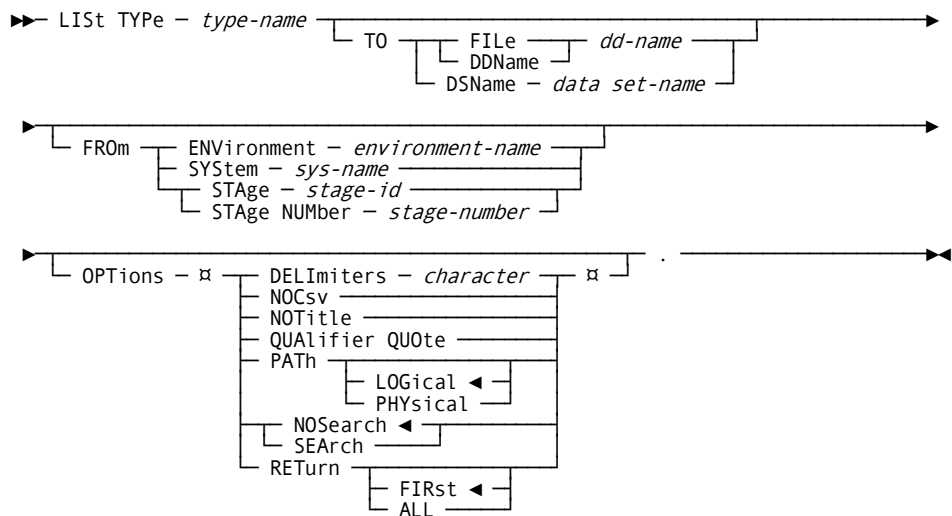 LISt TYPe — type-name
TO FILe dd-name
DDName
DSName — data set-name
FROm ENVironment — environment-name
SYStem — sys-name
STAge — stage-id
STAge NUMber — stage-number
OPTions — ¤ DELImiters — character ¤ .
NOCsv
NOTitle
QUAlifier QUOte
PATh
LOGical
PHYsical
NOSearch
SEArch
RETurn
FIRst
ALL